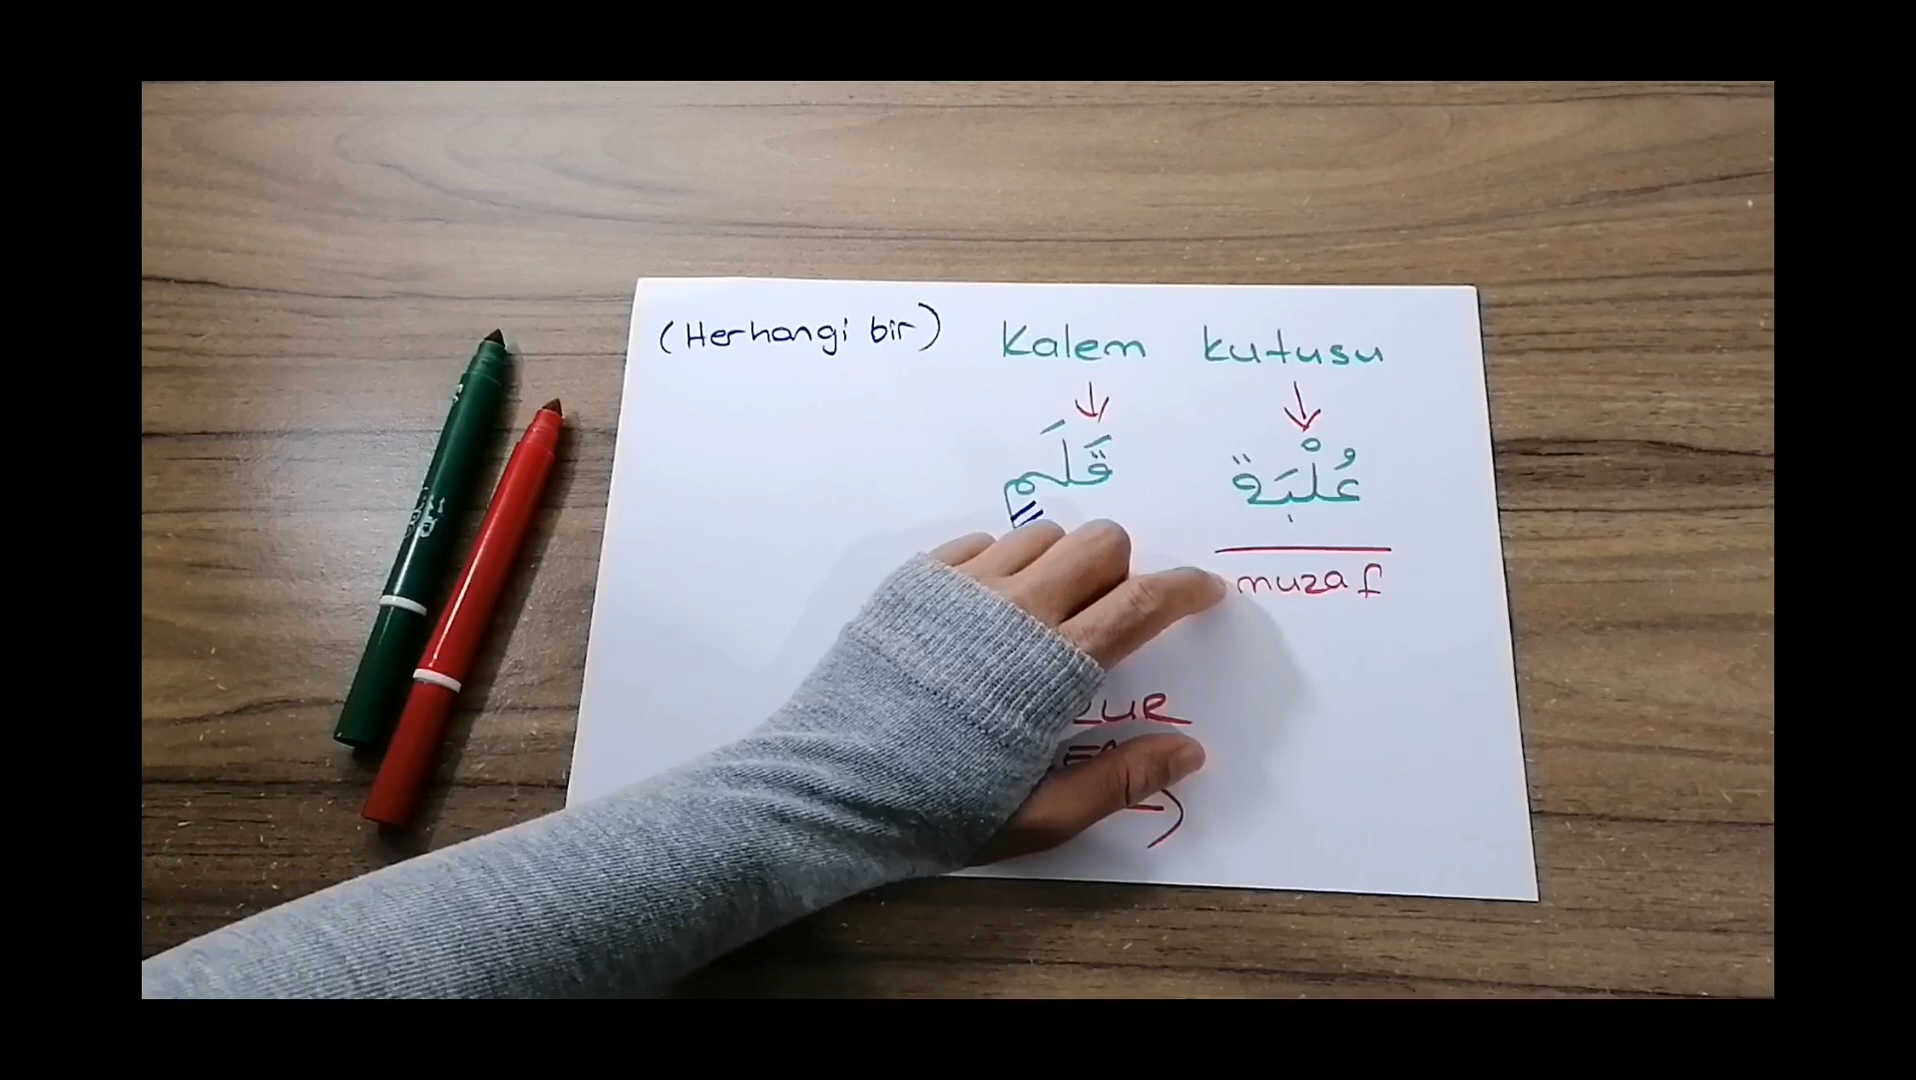 (Herhangi bir) Kalem kutusu
عُلْبَة قَلَمٍ
muzaf